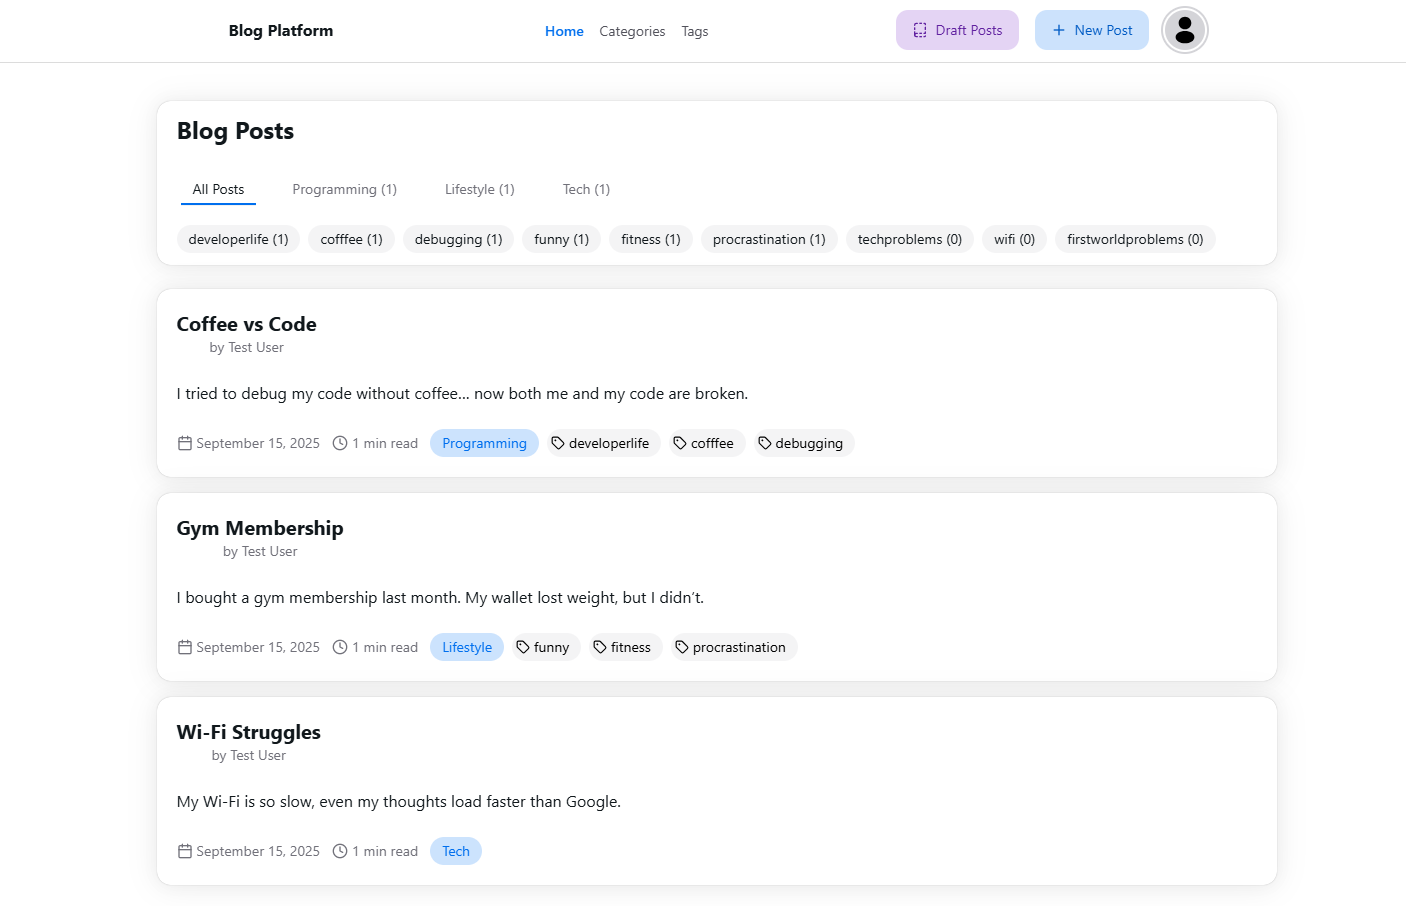 Blog Platform Home Categories Tags Draft Posts New Post
Blog Posts
All Posts Programming (1) Lifestyle (1) Tech (1)
developerlife (1) cofffee (1) debugging (1) funny (1) fitness (1) procrastination (1) techproblems (0) wifi (0) firstworldproblems (0)
Coffee vs Code
by Test User
I tried to debug my code without coffee... now both me and my code are broken.
September 15, 2025 1 min read Programming developerlife cofffee debugging
Gym Membership
by Test User
I bought a gym membership last month. My wallet lost weight, but I didn’t.
September 15, 2025 1 min read Lifestyle funny fitness procrastination
Wi-Fi Struggles
by Test User
My Wi-Fi is so slow, even my thoughts load faster than Google.
September 15, 2025 1 min read Tech